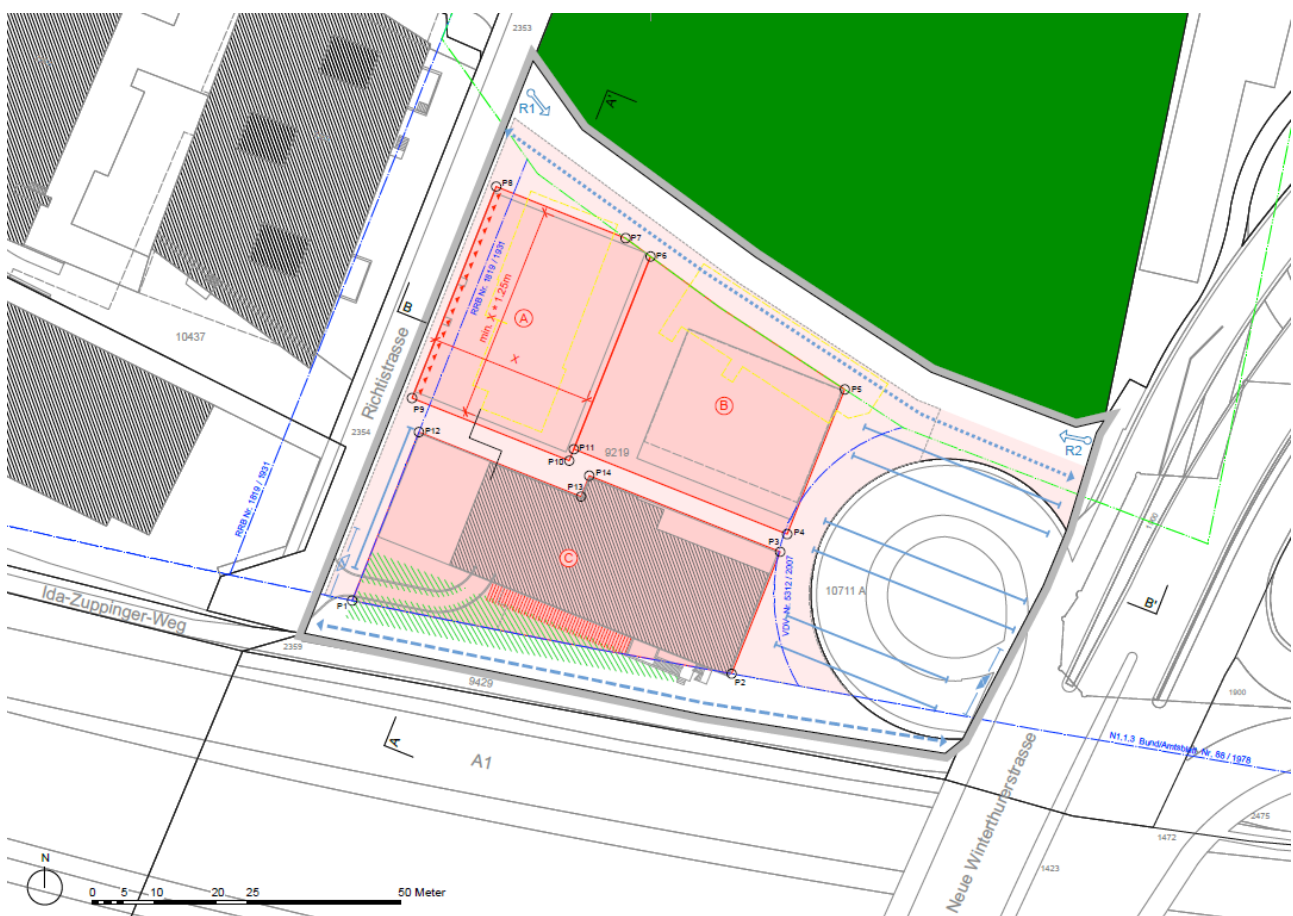 2353
R1
A'
P8
P7
P6
RRB Nr. 1819 / 1931
A
min. X + 1.25m
B
X
10437
Richtistrasse
P5
B
P9
2354
P12
P11
9219
P10
R2
P14
P13
RRB Nr. 1819 / 1931
P4
P3
C
10711 A
VDV-Nr. 5312 / 2007
B'
Ida-Zuppinger-Weg
P1
2359
P2
9429
1800
N1.1.3 Bund/Amtsblatt Nr. 88 / 1978
A
A1
Neue Winterthurerstrasse
2475
1472
1423
N
0 5 10 20 25 50 Meter